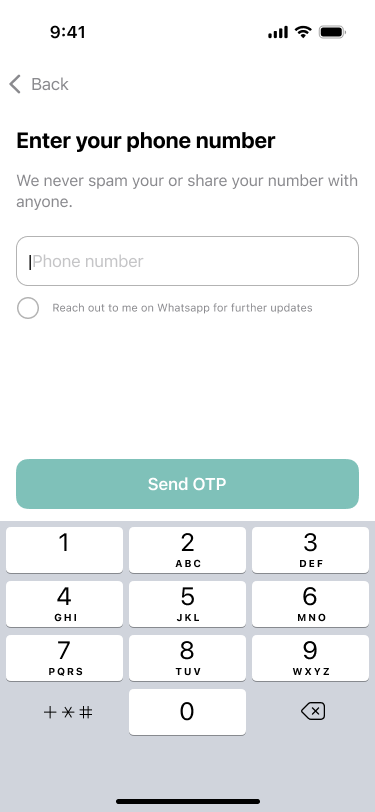 9:41
Back
Enter your phone number
We never spam your or share your number with
anyone.
Phone number
Reach out to me on Whatsapp for further updates
Send OTP
1 2 3
ABC DEF
4 5 6
GHI JKL MNO
7 8 9
PQRS TUV WXYZ
+*# 0